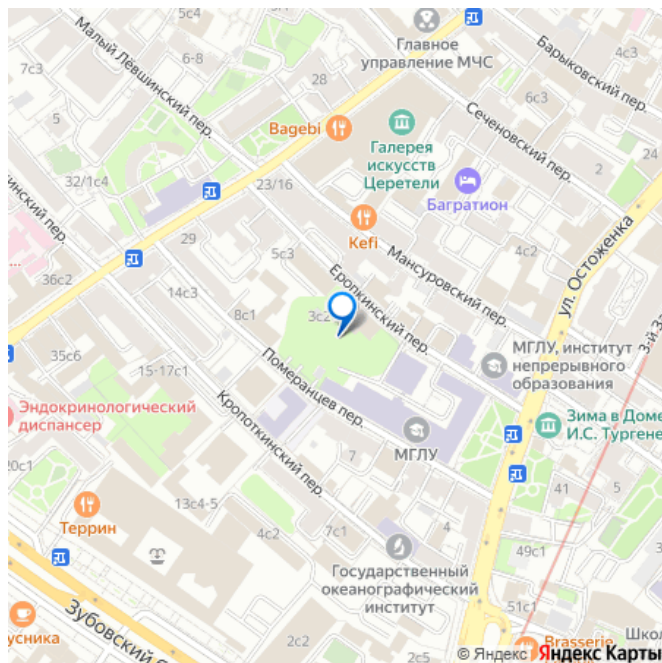 Малый Лёвшинский пер.
7с3
6-8
5
28
Главное
управление МЧС
Барыковский пер.
4с3
6с3
Сеченовский пер.
Bagebi
Галерея
искусств
Церетели
2
24
32/1с4
23/16
Багратион
29
Kefi
4с2
ул. Остоженка
Мансуровский пер.
36с2
5с3
14с3
8с1
3с2
Еропкинский пер.
35с6
15-17с1
МГЛУ, институт
непрерывного
образования
Эндокринологический
диспансер
Померанцев пер.
Кропоткинский пер.
Зима в Доме
И.С. Тургене
20с1
МГЛУ
7
41
5
13с4-5
Террин
4с2
7с1
4
49с1
Государственный
океанографический
институт
51с1
Зубовский
2с2
2с
Школ
Brasserie
© Яндекс
Яндекс Карты